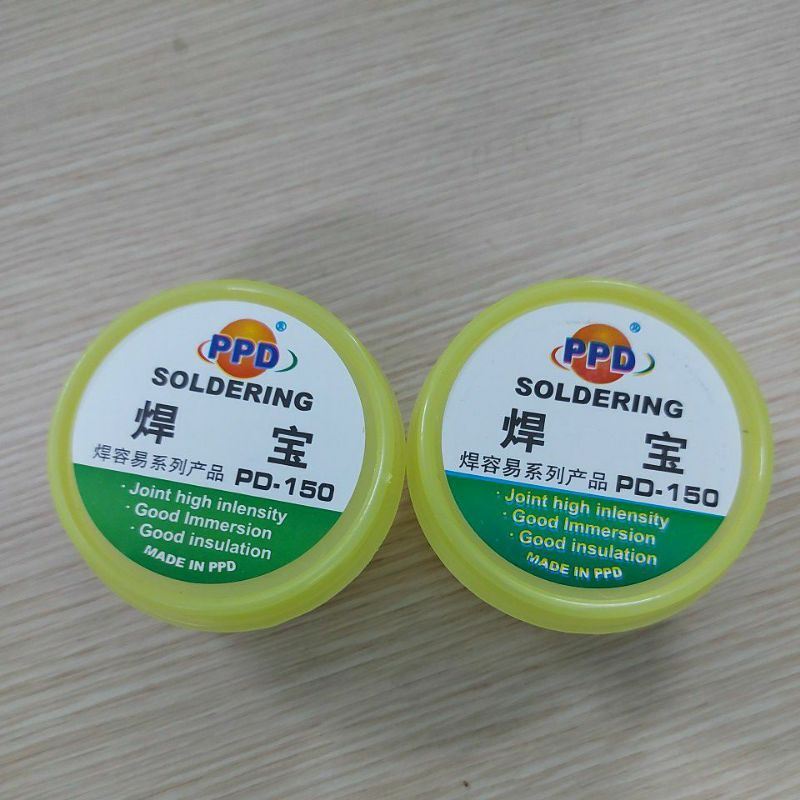 PPD®
SOLDERING
焊 宝
焊容易系列产品 PD-150
· Joint high inlensity
· Good Immersion
· Good insulation
MADE IN PPD
PPD®
SOLDERING
焊 宝
焊容易系列产品 PD-150
· Joint high inlensity
· Good Immersion
· Good insulation
MADE IN PPD